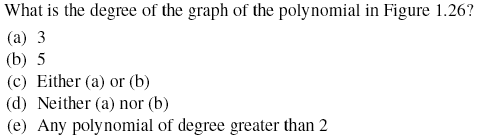 What is the degree of the graph of the polynomial in Figure 1.26?
(a) 3
(b) 5
(c) Either (a) or (b)
(d) Neither (a) nor (b)
(e) Any polynomial of degree greater than 2